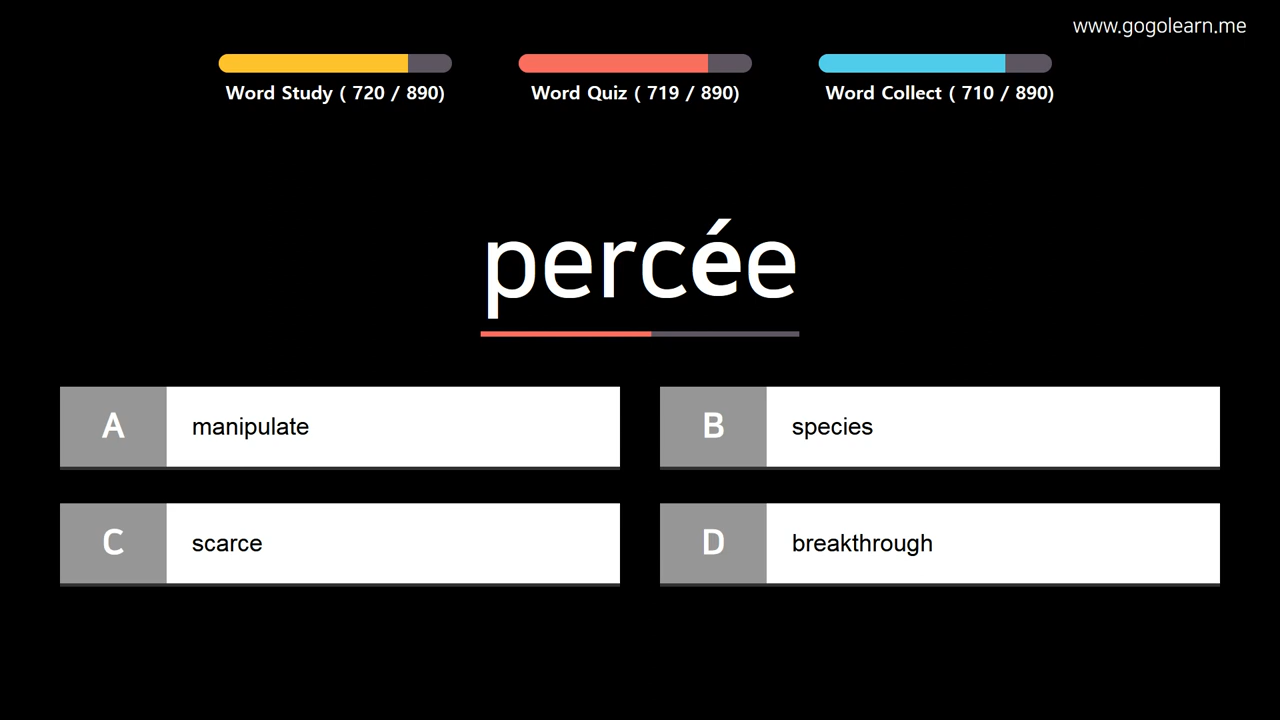 www.gogolearn.me
Word Study ( 720 / 890)
Word Quiz ( 719 / 890)
Word Collect ( 710 / 890)
percée
A manipulate
B species
C scarce
D breakthrough